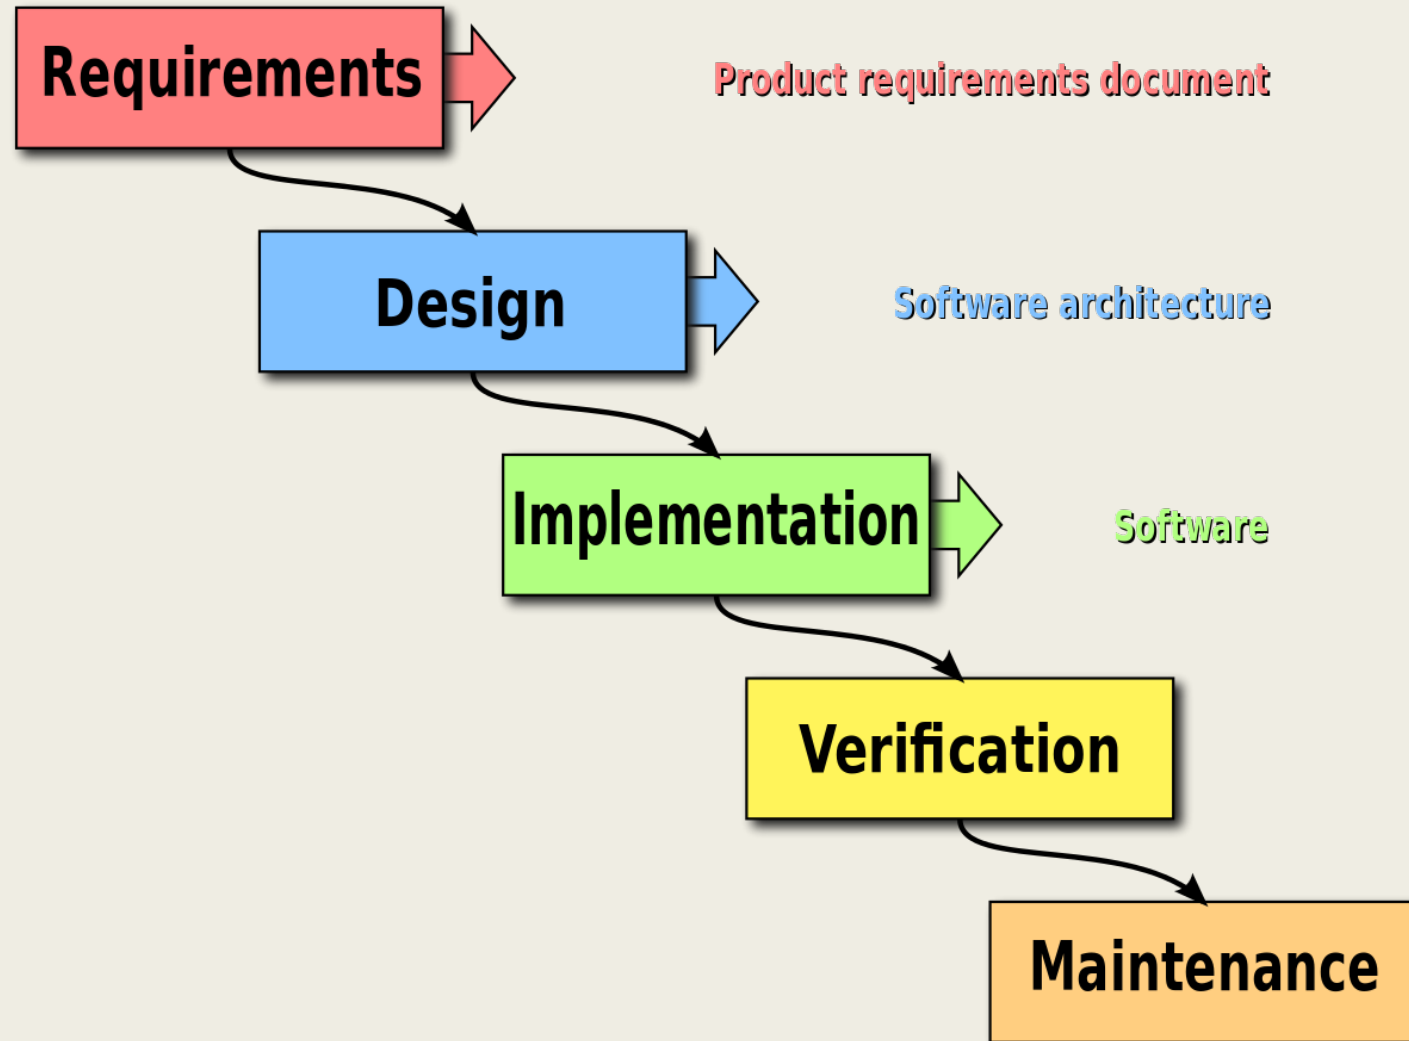 Requirements
Product requirements document
Design
Software architecture
Implementation
Software
Verification
Maintenance